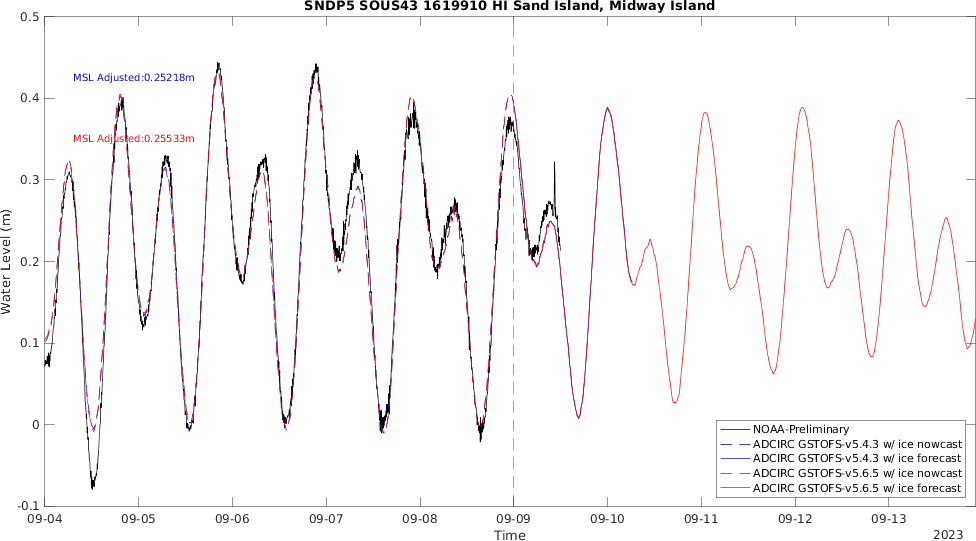 SNDP5 SOUS43 1619910 HI Sand Island, Midway Island
0.5
0.4
0.3
0.2
0.1
0
-0.1
Water Level (m)
MSL Adjusted:0.25218m
MSL Adjusted:0.25533m
NOAA-Preliminary
ADCIRC GSTOFS-v5.4.3 w/ ice nowcast
ADCIRC GSTOFS-v5.4.3 w/ ice forecast
ADCIRC GSTOFS-v5.6.5 w/ ice nowcast
ADCIRC GSTOFS-v5.6.5 w/ ice forecast
09-04 09-05 09-06 09-07 09-08 09-09 09-10 09-11 09-12 09-13
Time
2023